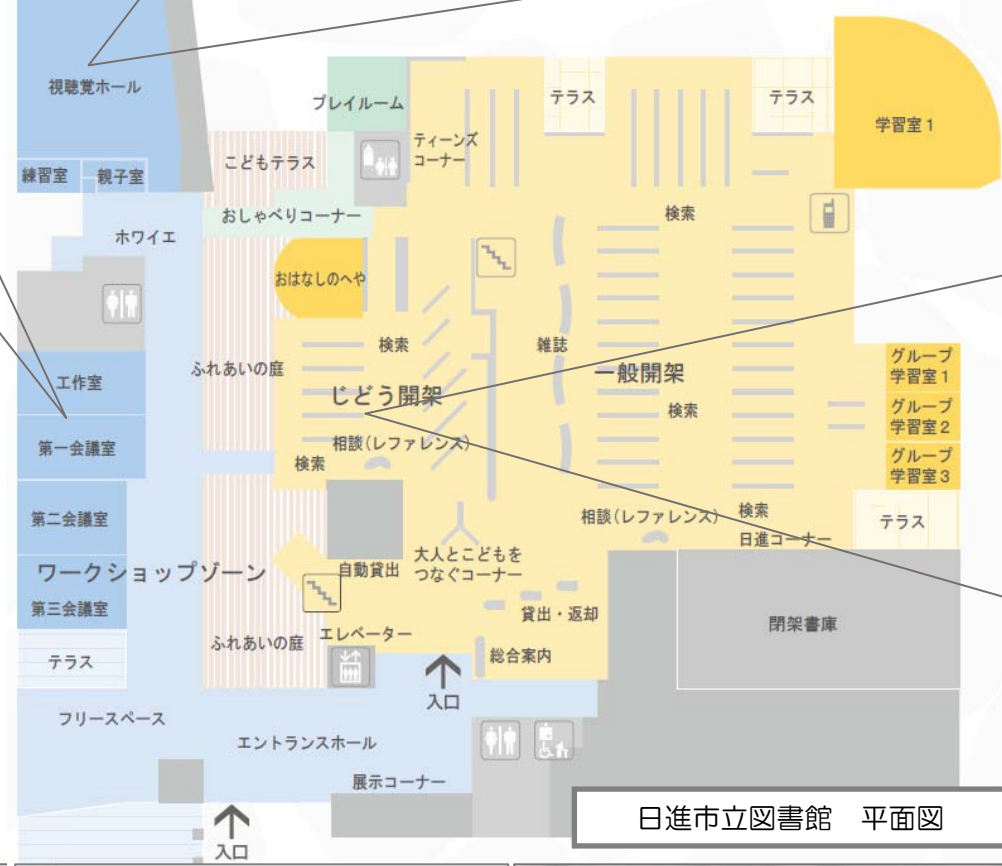 視聴覚ホール
練習室
親子室
プレイルーム
ティーンズ
コーナー
テラス
テラス
学習室1
こどもテラス
おしゃべりコーナー
ホワイエ
おはなしのへや
検索
検索
雑誌
ふれあいの庭
じどう開架
一般開架
検索
工作室
第一会議室
相談(レファレンス)
検索
グループ
学習室1
グループ
学習室2
グループ
学習室3
第二会議室
ワークショップゾーン
第三会議室
テラス
自動貸出
大人とこどもを
つなぐコーナー
相談(レファレンス)
検索
日進コーナー
テラス
貸出・返却
閉架書庫
ふれあいの庭
エレベーター
総合案内
入口
フリースペース
エントランスホール
展示コーナー
入口
日進市立図書館 平面図